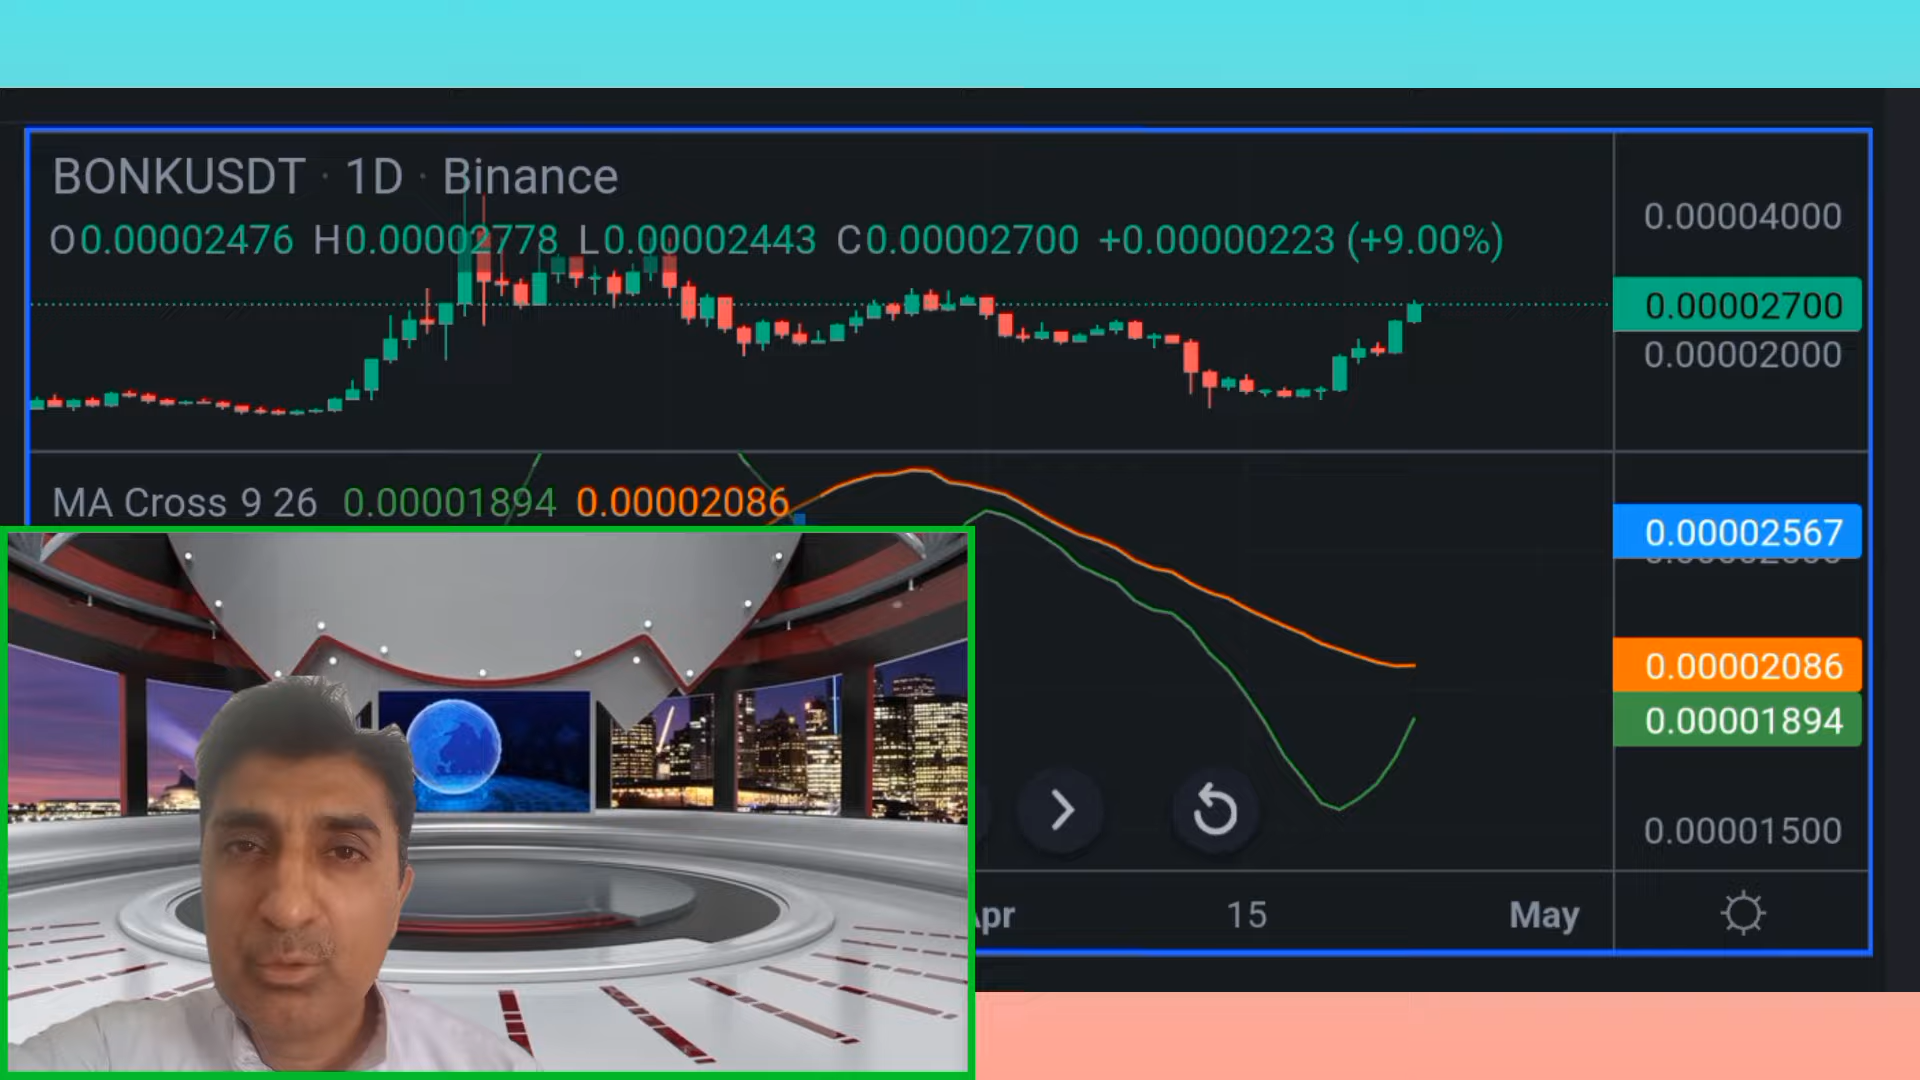 BONKUSDT · 1D · Binance
O0.00002476 H0.00002778 L0.00002443 C0.00002700 +0.00000223 (+9.00%)
0.00004000
0.00002700
0.00002000
MA Cross 9 26 0.00001894 0.00002086
0.00002567
0.00002086
0.00001894
0.00001500
Apr 15 May